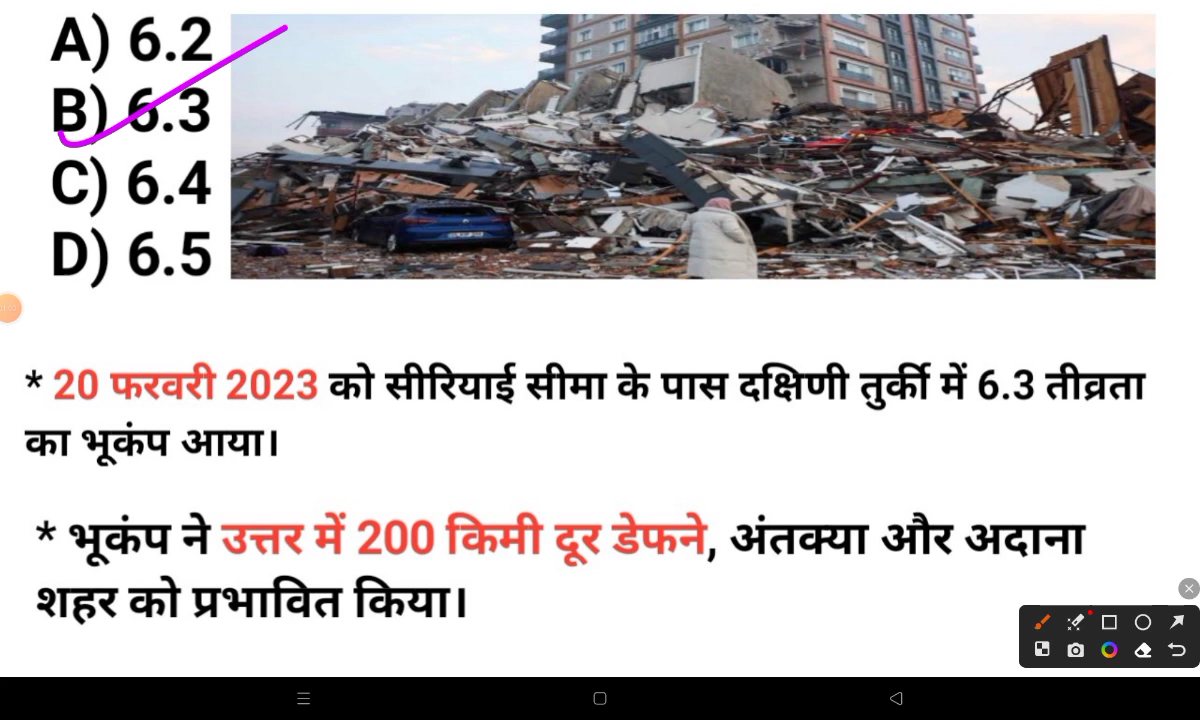 A) 6.2
B) 6.3
C) 6.4
D) 6.5
* 20 फरवरी 2023 को सीरियाई सीमा के पास दक्षिणी तुर्की में 6.3 तीव्रता
का भूकंप आया।
* भूकंप ने उत्तर में 200 किमी दूर डेफने, अंतक्या और अदाना
शहर को प्रभावित किया।